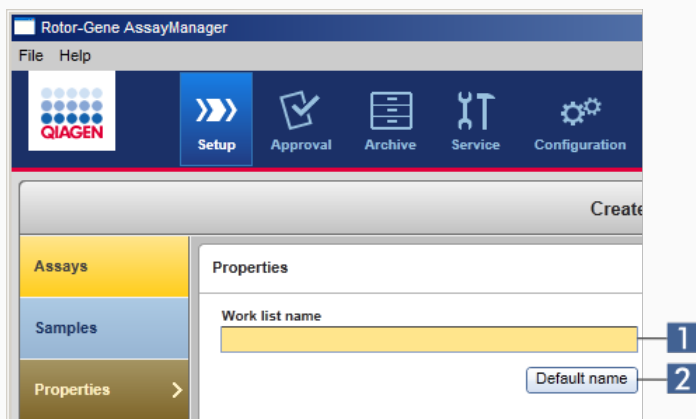 Rotor-Gene AssayManager
File Help
QIAGEN
Setup Approval Archive Service Configuration
Create
Assays
Properties
Work list name
1
Samples
Default name
2
Properties